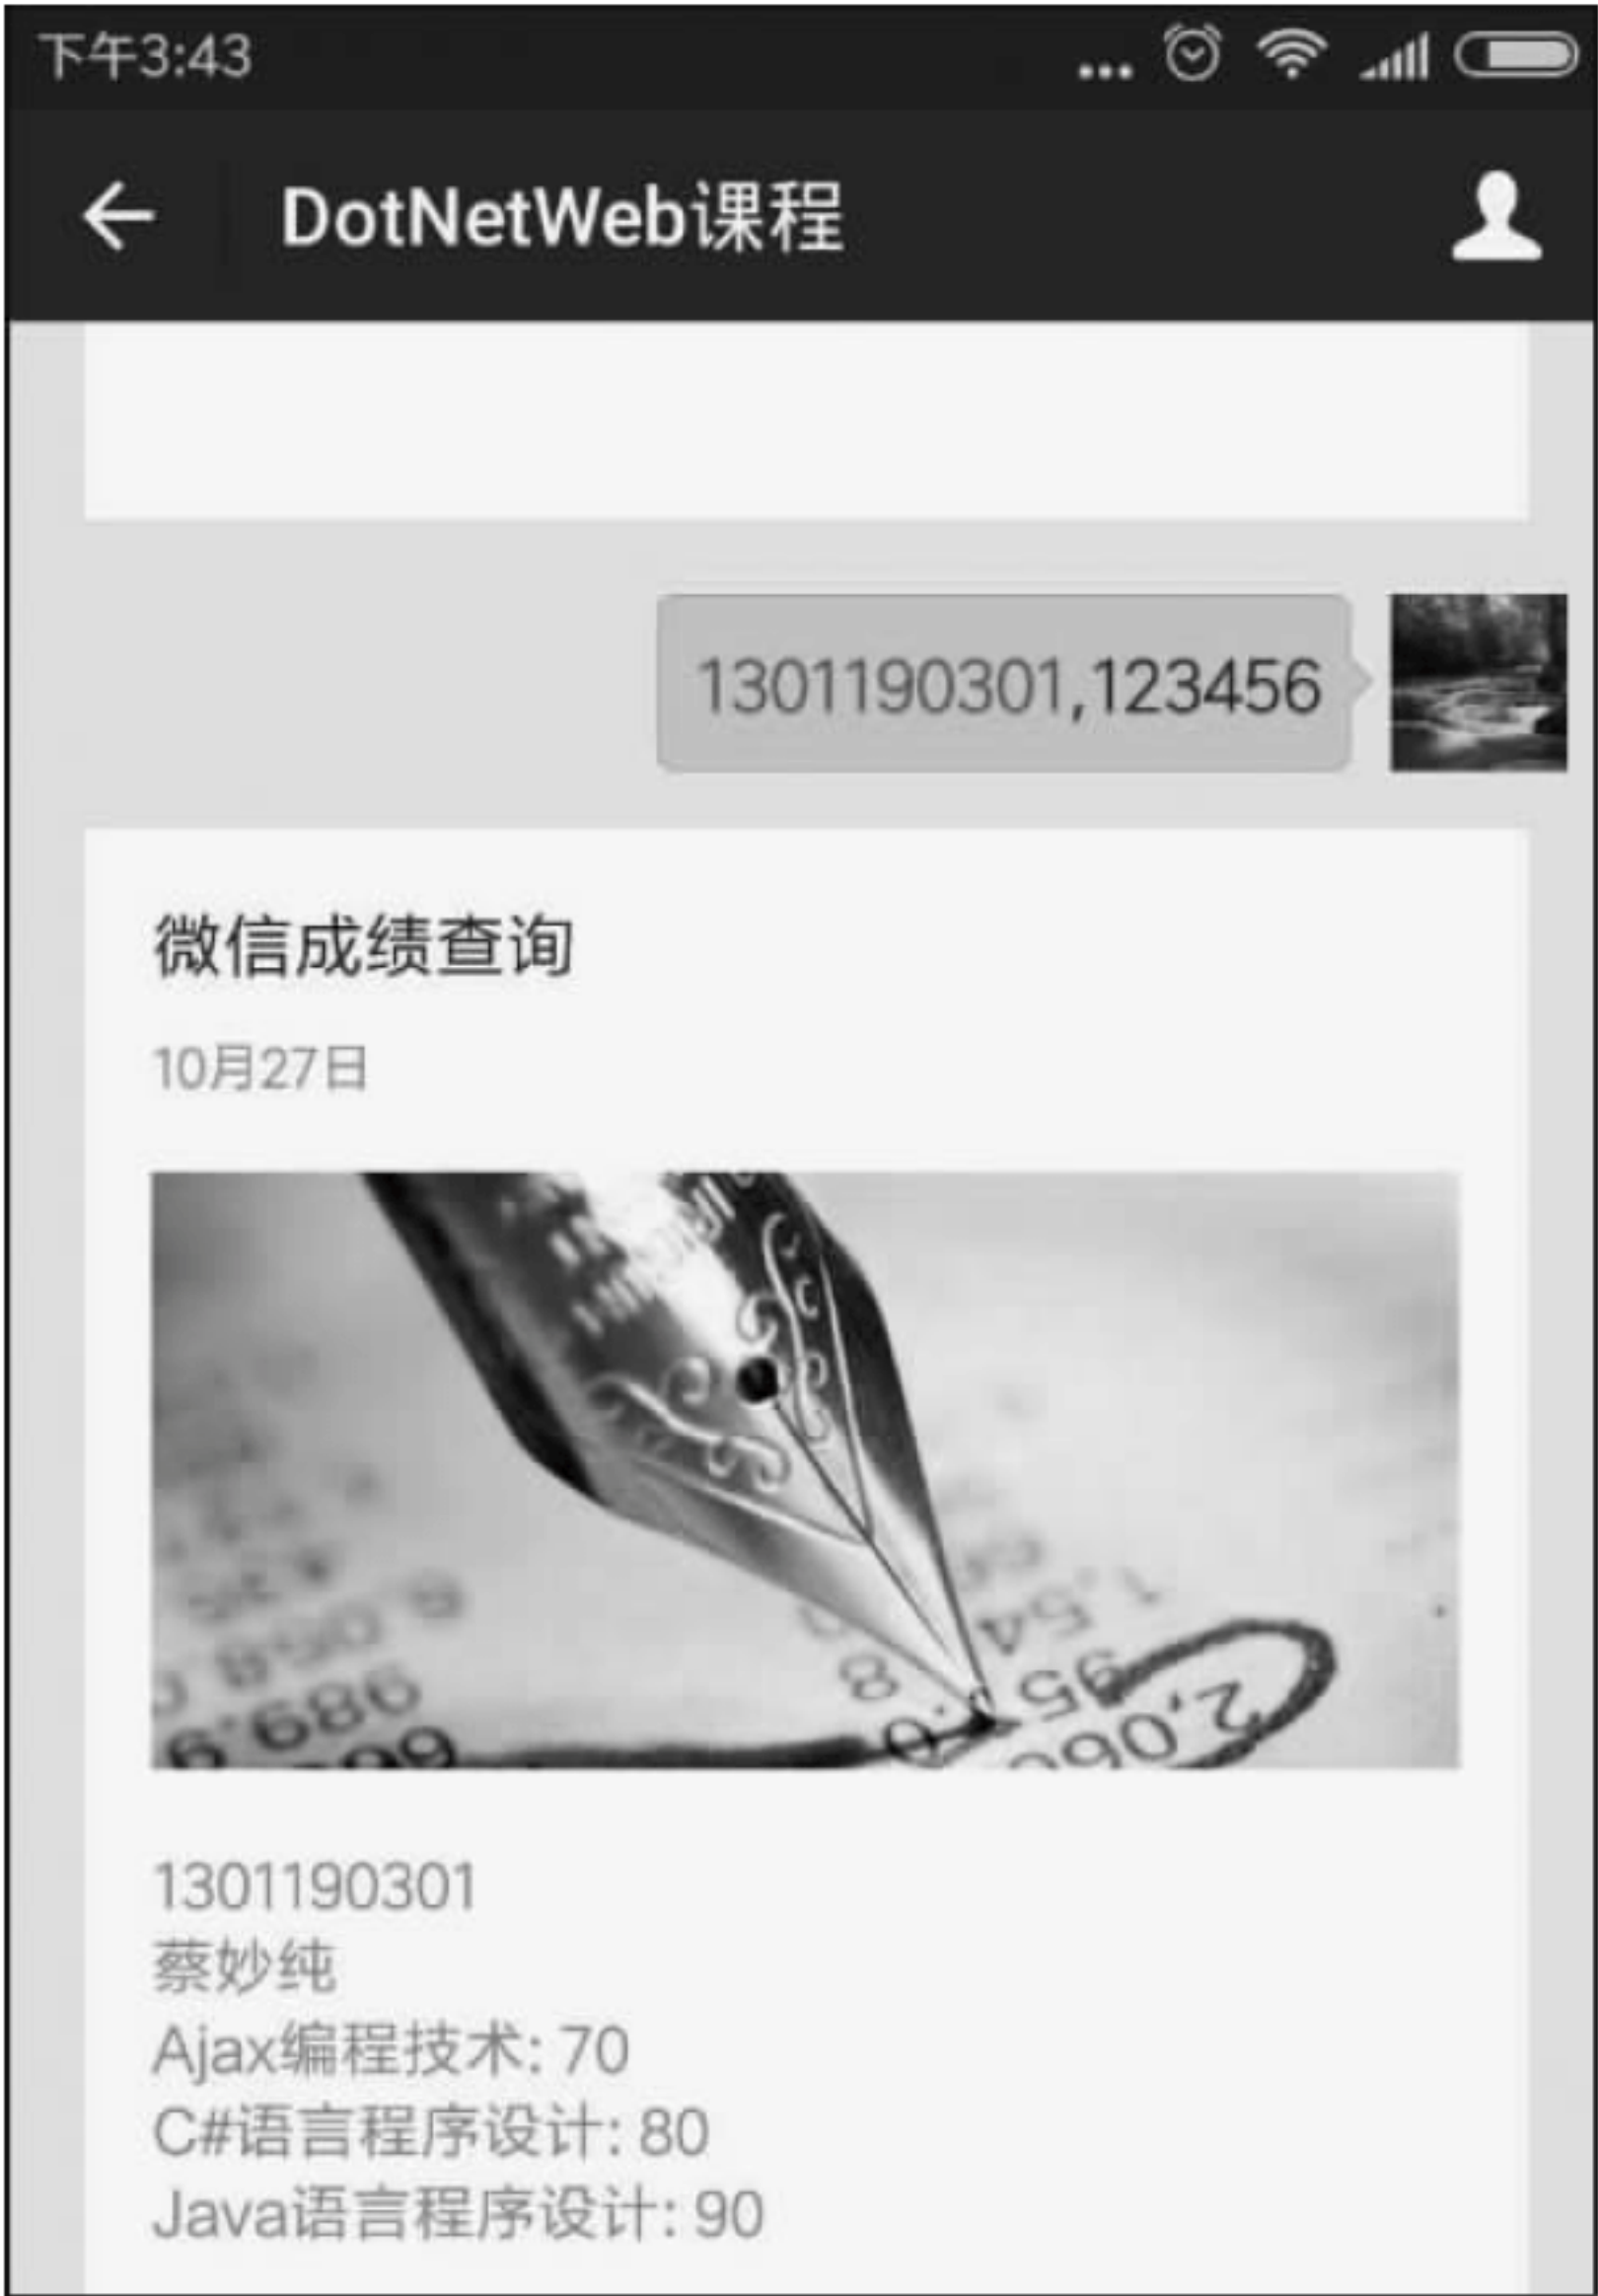 下午3:43
DotNetWeb课程
1301190301,123456
微信成绩查询
10月27日
1301190301
蔡妙纯
Ajax编程技术: 70
C#语言程序设计: 80
Java语言程序设计: 90